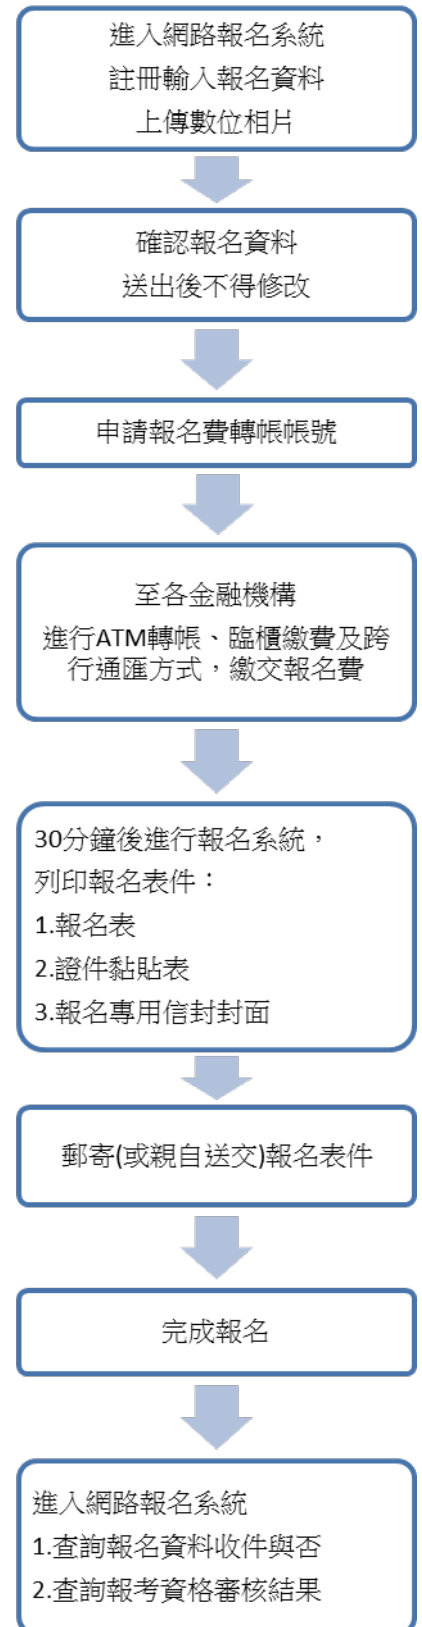 進入網路報名系統
註冊輸入報名資料
上傳數位相片
確認報名資料
送出後不得修改
申請報名費轉帳帳號
至各金融機構
進行ATM轉帳、臨櫃繳費及跨
行通匯方式，繳交報名費
30分鐘後進行報名系統，
列印報名表件：
1.報名表
2.證件黏貼表
3.報名專用信封封面
郵寄(或親自送交)報名表件
完成報名
進入網路報名系統
1.查詢報名資料收件與否
2.查詢報考資格審核結果